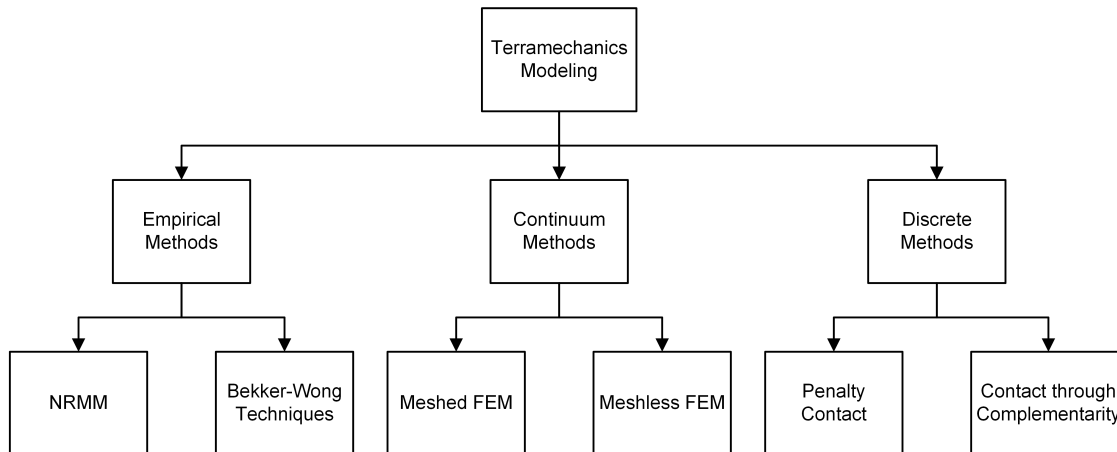 Terramechanics
Modeling
Empirical
Methods
Continuum
Methods
Discrete
Methods
NRMM
Bekker-Wong
Techniques
Meshed FEM
Meshless FEM
Penalty
Contact
Contact through
Complementarity